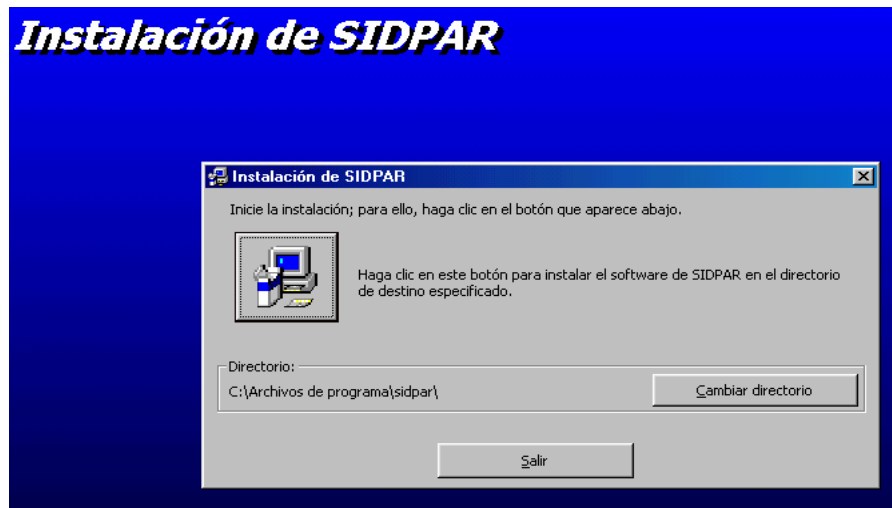 Instalación de SIDPAR
Instalación de SIDPAR
Inicie la instalación; para ello, haga clic en el botón que aparece abajo.
Haga clic en este botón para instalar el software de SIDPAR en el directorio
de destino especificado.
Directorio:
C:\Archivos de programa\sidpar\
Cambiar directorio
Salir